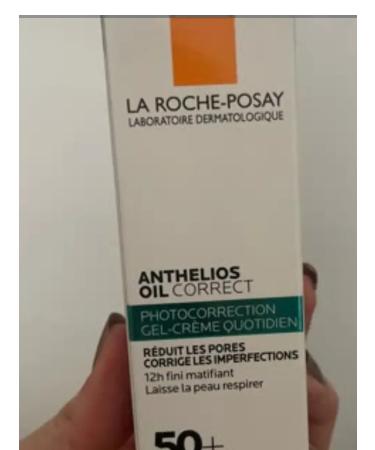 LA ROCHE-POSAY
LABORATOIRE DERMATOLOGIQUE
ANTHELIOS
OIL CORRECT
PHOTOCORRECTION
GEL-CRÈME QUOTIDIEN
RÉDUIT LES PORES
CORRIGE LES IMPERFECTIONS
12h fini matifiant
Laisse la peau respirer
50+